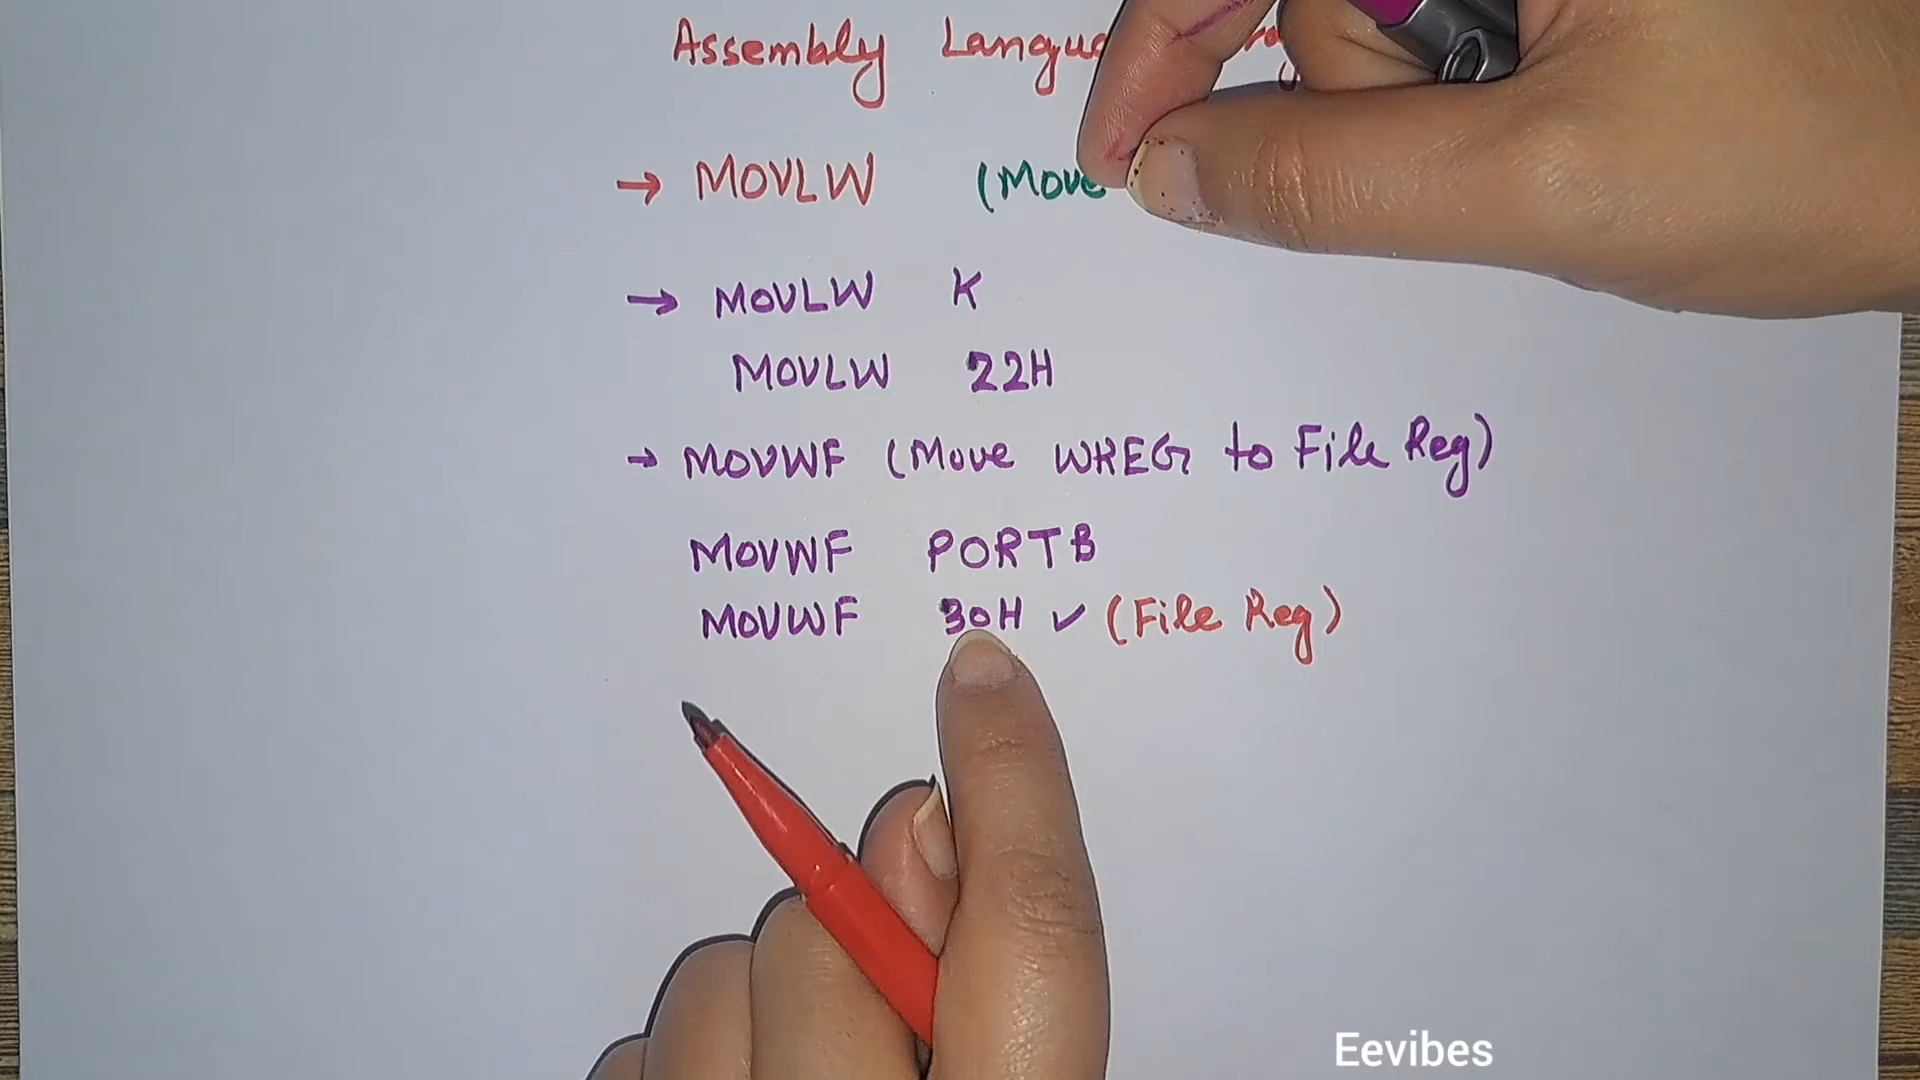 Assembly
→ MOVLW (Move
→ MOVLW K
MOVLW 22H
→ MOVWF (Move WREG to File Reg)
MOVWF PORTB
MOVWF 30H ✓ (File Reg)
Eevibes